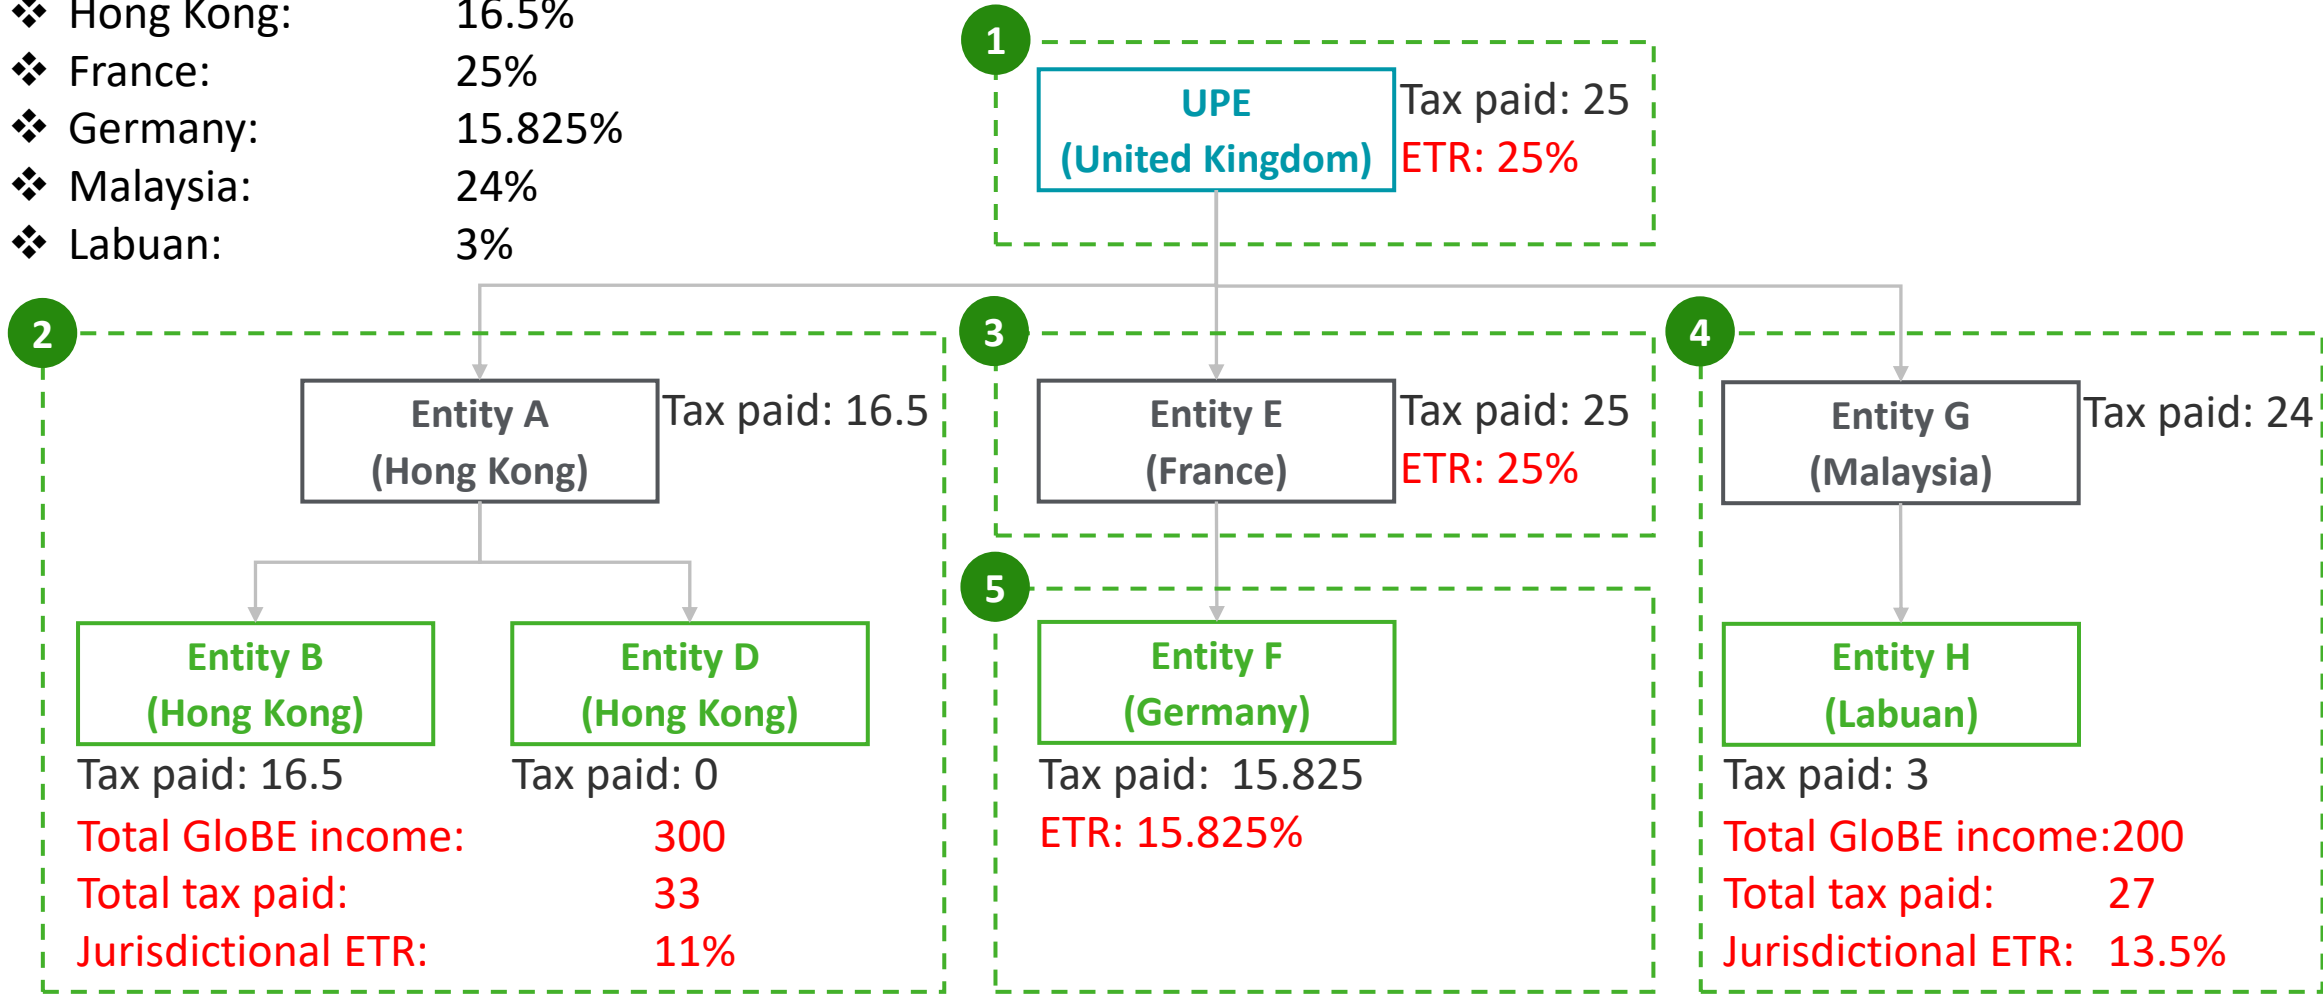 ❖ Hong Kong: 16.5%
❖ France: 25%
❖ Germany: 15.825%
❖ Malaysia: 24%
❖ Labuan: 3%
1
UPE
(United Kingdom)
Tax paid: 25
ETR: 25%
2
Entity A
(Hong Kong)
Tax paid: 16.5
Entity B
(Hong Kong)
Tax paid: 16.5
Entity D
(Hong Kong)
Tax paid: 0
Total GloBE income: 300
Total tax paid: 33
Jurisdictional ETR: 11%
3
Entity E
(France)
Tax paid: 25
ETR: 25%
5
Entity F
(Germany)
Tax paid: 15.825
ETR: 15.825%
4
Entity G
(Malaysia)
Tax paid: 24
Entity H
(Labuan)
Tax paid: 3
Total GloBE income:200
Total tax paid: 27
Jurisdictional ETR: 13.5%